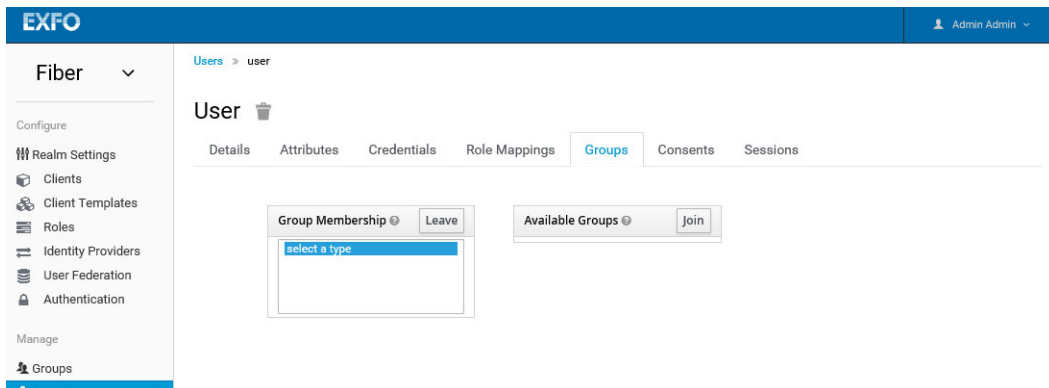 EXFO
Admin Admin
Fiber
Users » user
User
Configure
Details Attributes Credentials Role Mappings Groups Consents Sessions
Realm Settings
Clients
Client Templates
Roles
Identity Providers
User Federation
Authentication
Group Membership Leave
select a type
Available Groups Join
Manage
Groups